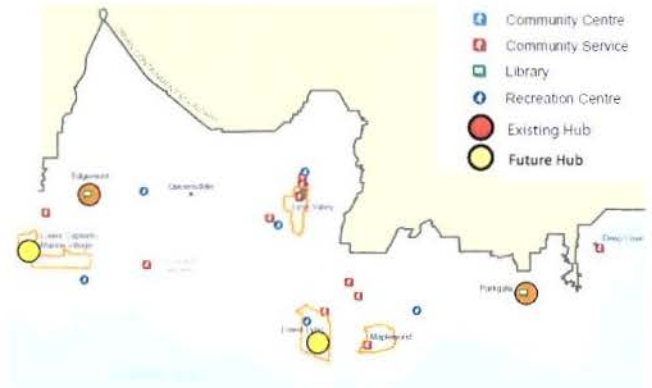 Community Centre
Community Service
Library
Recreation Centre
Existing Hub
Future Hub
Edgemont
Queensdale
Lynn Valley
Lower Capilano
Marine Village
Parkgate
Deep Cove
Lower Lynn
Maplewood